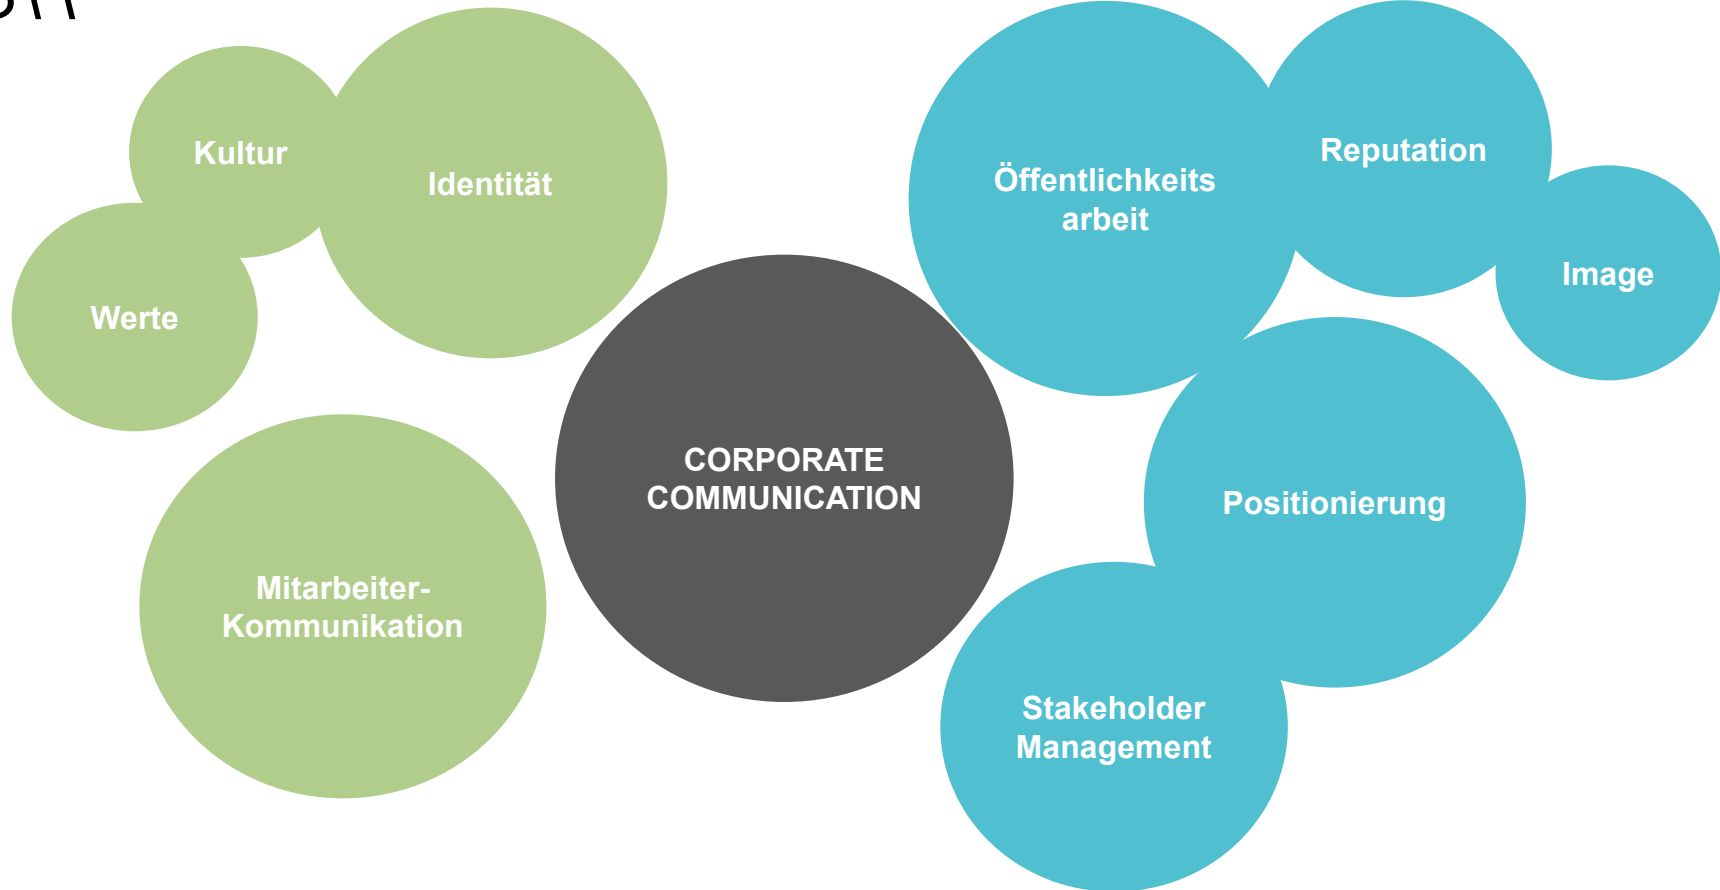 Kultur
Identität
Werte
Mitarbeiter-
Kommunikation
CORPORATE
COMMUNICATION
Öffentlichkeits
arbeit
Reputation
Image
Positionierung
Stakeholder
Management